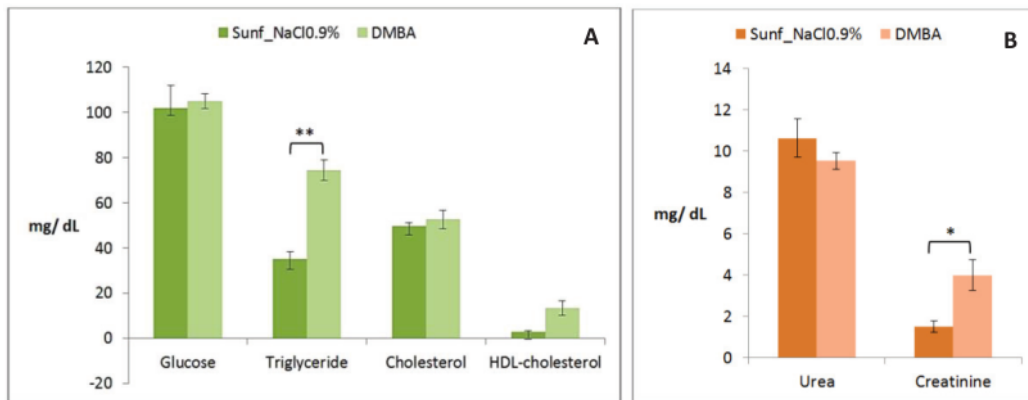 Sunf_NaCl0.9% DMBA
A
120
100
80
60
40
20
0
-20
mg/ dL
**
Glucose Triglyceride Cholesterol HDL-cholesterol
Sunf_NaCl0.9% DMBA
B
14
12
10
8
6
4
2
0
mg/ dL
*
Urea Creatinine